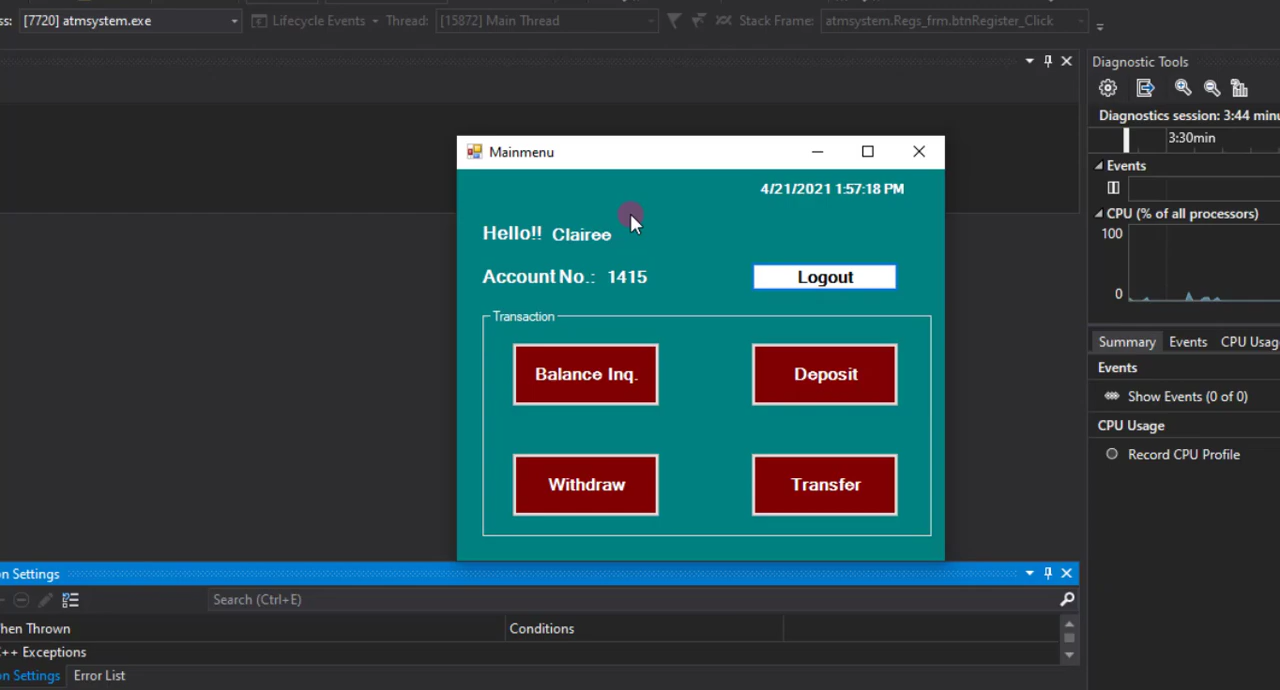 ss: [7720] atmsystem.exe Lifecycle Events Thread: [15872] Main Thread Stack Frame: atmsystem.Regs_frm.btnRegister_Click
Diagnostic Tools
Diagnostics session: 3:44 minu
3:30min
Events
CPU (% of all processors)
100
0
Summary Events CPU Usag
Events
Show Events (0 of 0)
CPU Usage
Record CPU Profile
Mainmenu
4/21/2021 1:57:18 PM
Hello!! Clairee
Account No.: 1415
Logout
Transaction
Balance Inq. Deposit
Withdraw Transfer
on Settings
Search (Ctrl+E)
hen Thrown Conditions
++ Exceptions
on Settings Error List